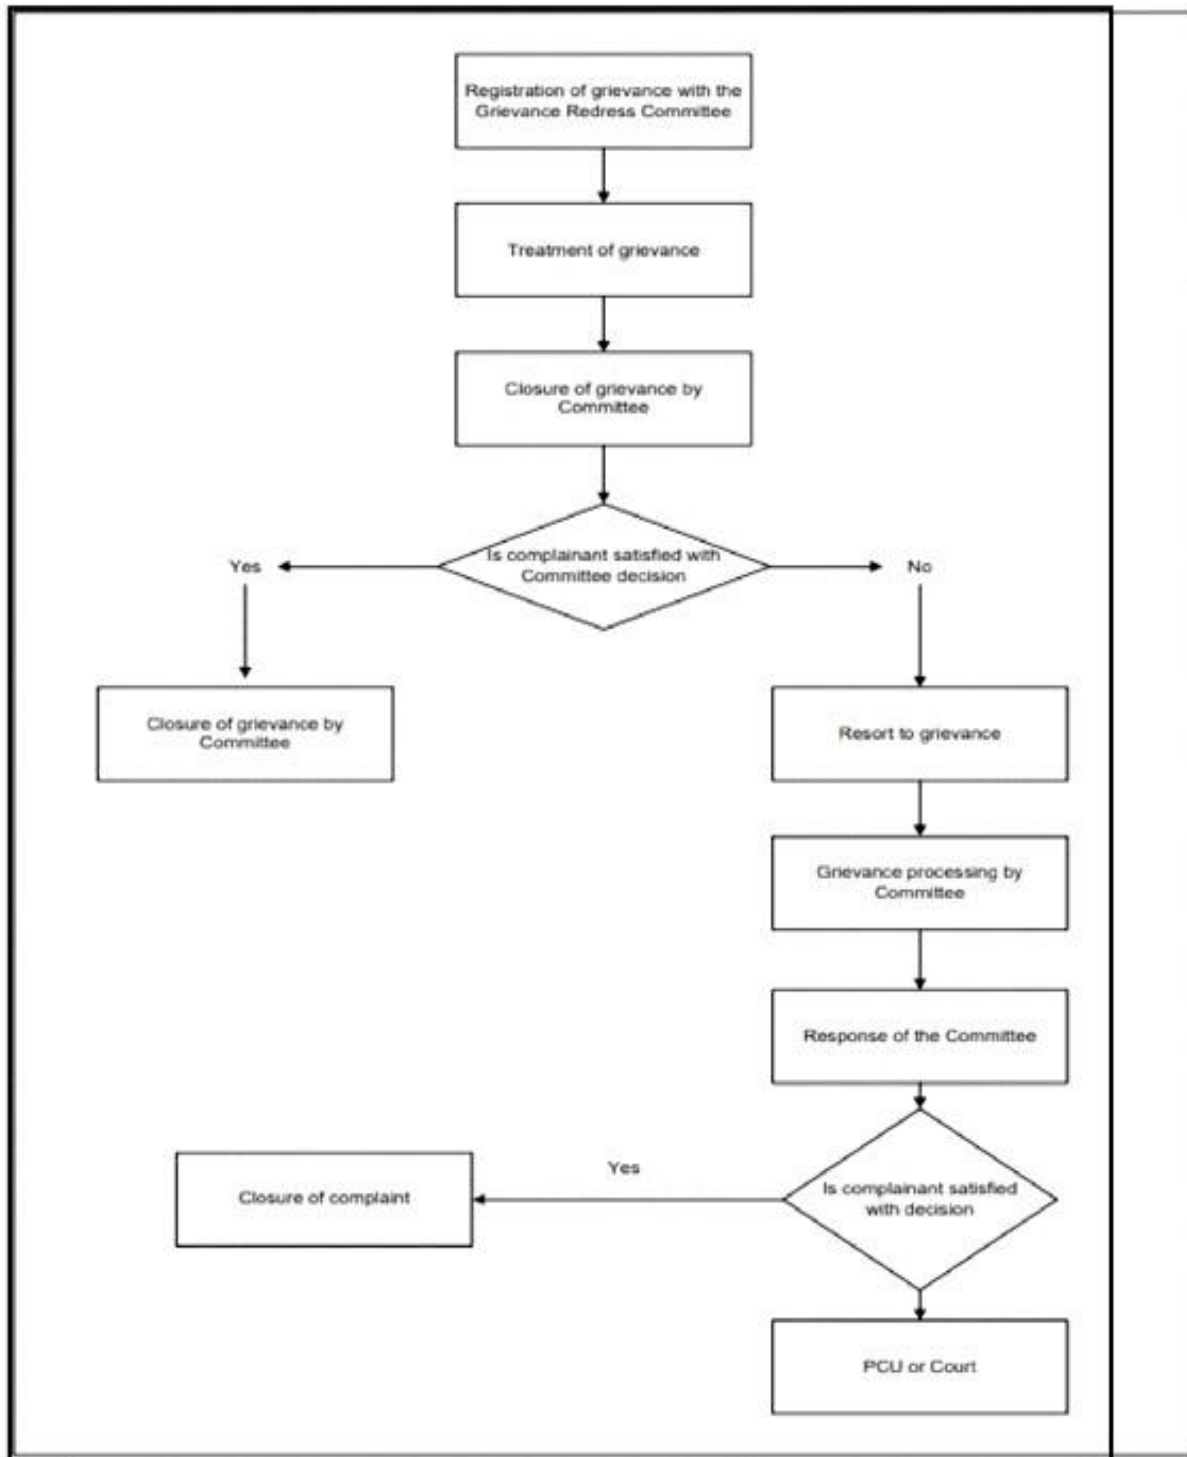 Registration of grievance with the
Grievance Redress Committee
Treatment of grievance
Closure of grievance by
Committee
Is complainant satisfied with
Committee decision
Yes
No
Closure of grievance by
Committee
Resort to grievance
Grievance processing by
Committee
Response of the Committee
Is complainant satisfied
with decision
Yes
Closure of complaint
PCU or Court